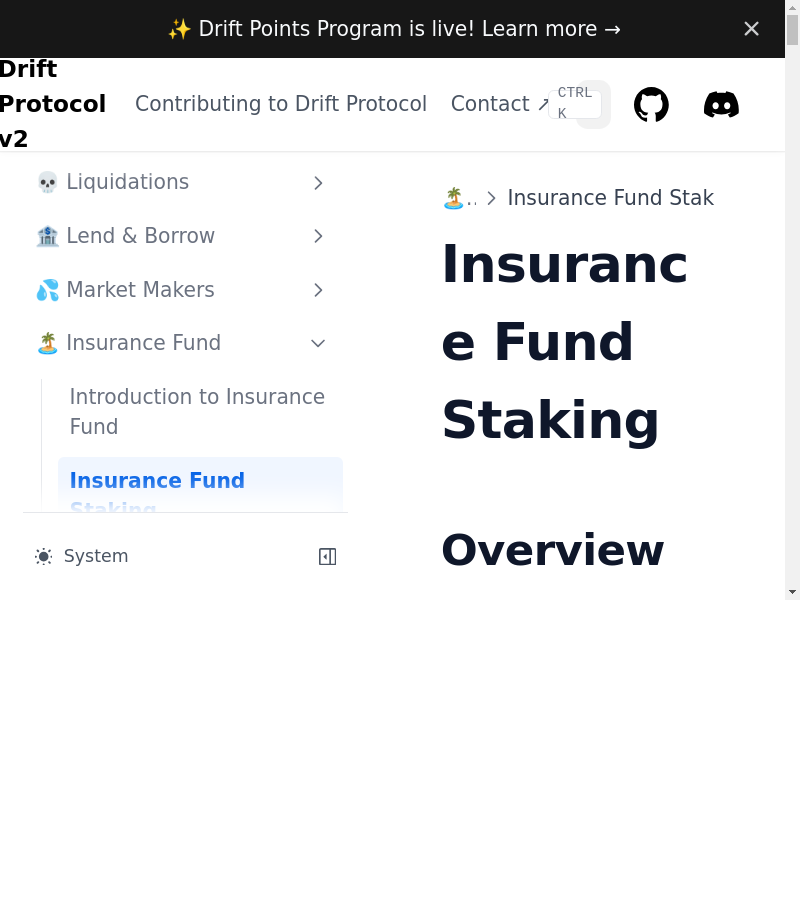 ✨ Drift Points Program is live! Learn more →
Drift
Protocol
v2
Contributing to Drift Protocol
Contact ↗
CTRL
K
💀 Liquidations
🏦 Lend & Borrow
💦 Market Makers
🏝️ Insurance Fund
Introduction to Insurance
Fund
Insurance Fund
Staking
System
🏝️.. > Insurance Fund Stak
Insuranc
e Fund
Staking
Overview